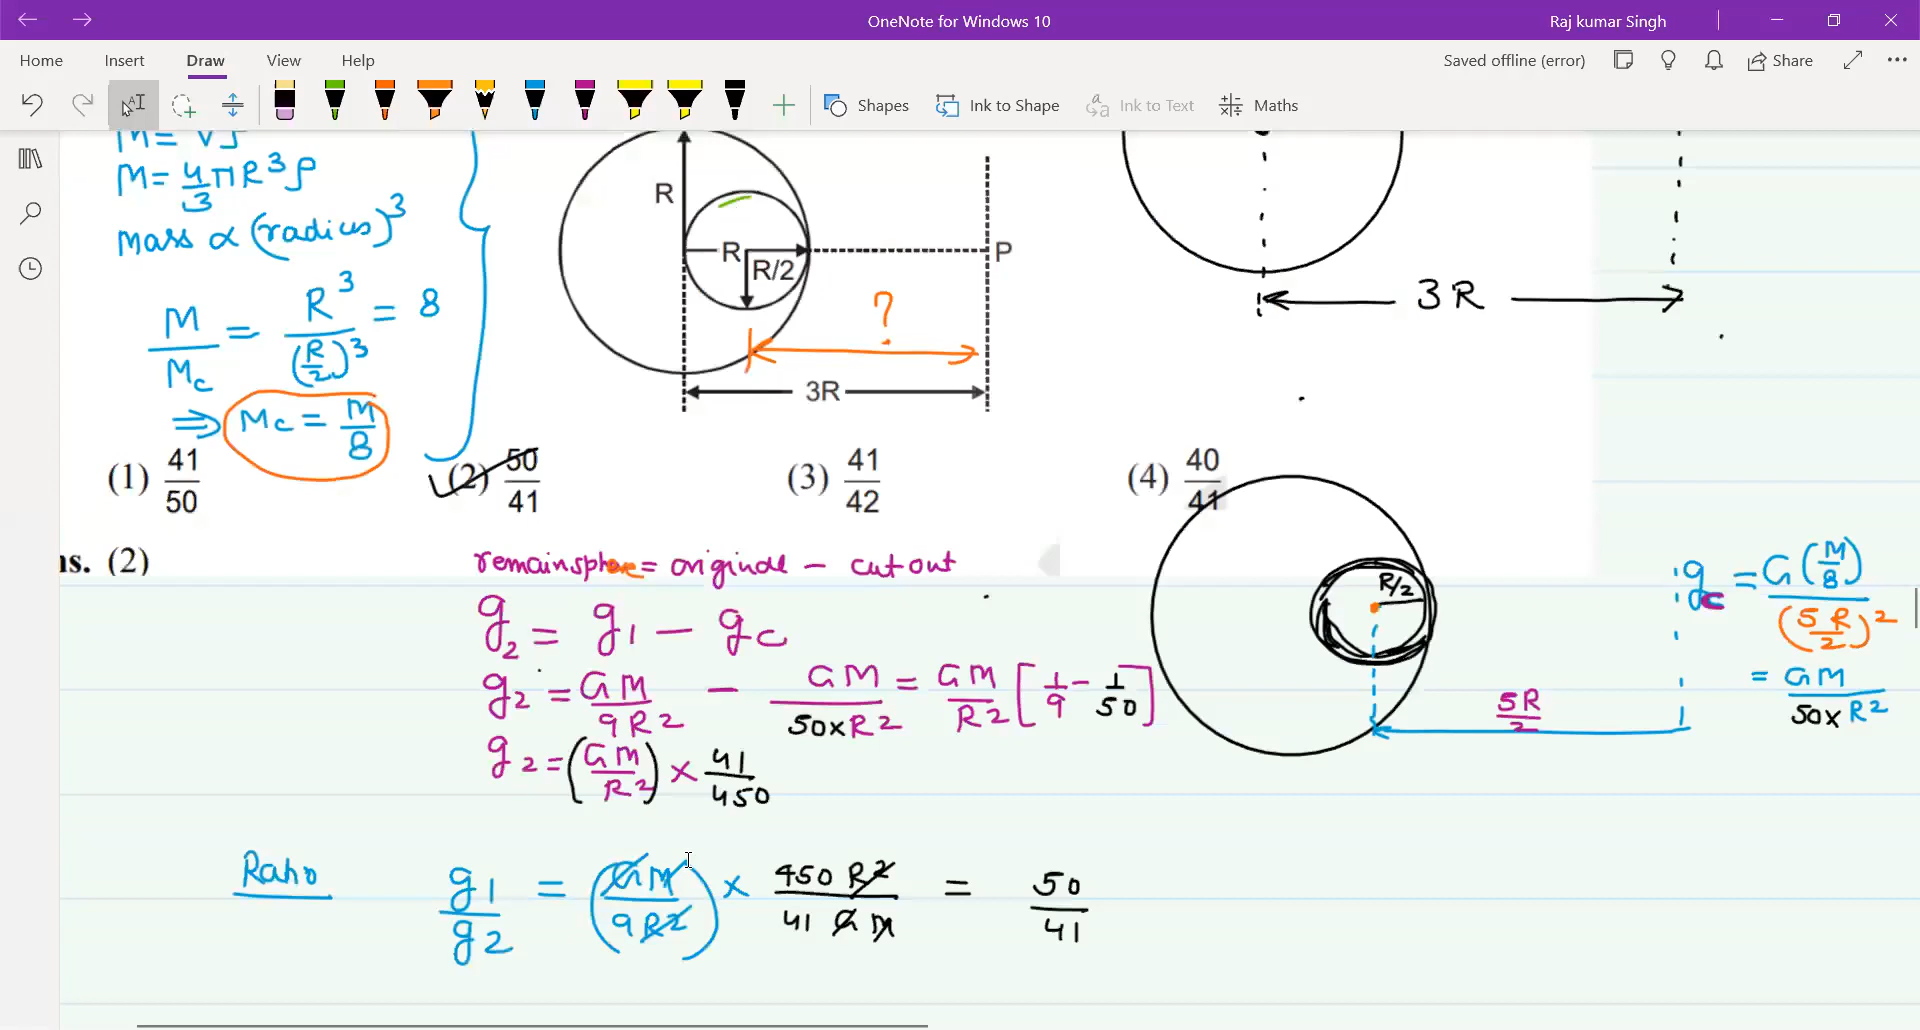 OneNote for Windows 10
Raj kumar Singh
Home Insert Draw View Help
Saved offline (error)
Share
Shapes
Ink to Shape
Ink to Text
Maths
M = 4/3 πR³ρ
mass ∝ (radius)³
M/Mc = R³/(R/2)³ = 8
⇒ Mc = M/8
R
R
R/2
P
?
3R
3R
(1) 41/50
(2) 50/41
(3) 41/42
(4) 40/41
ns. (2)
remainsphere = original - cutout
g2 = g1 - gc
g2 = GM/9R2 - GM/50×R2 = GM/R2 [1/9 - 1/50]
g2 = (GM/R2) × 41/450
R/2
5R/2
gc = G(M/8)/(5R/2)2
= GM/50×R2
Ratio g1/g2 = (GM/9R2) × 450 R2/41 GM = 50/41